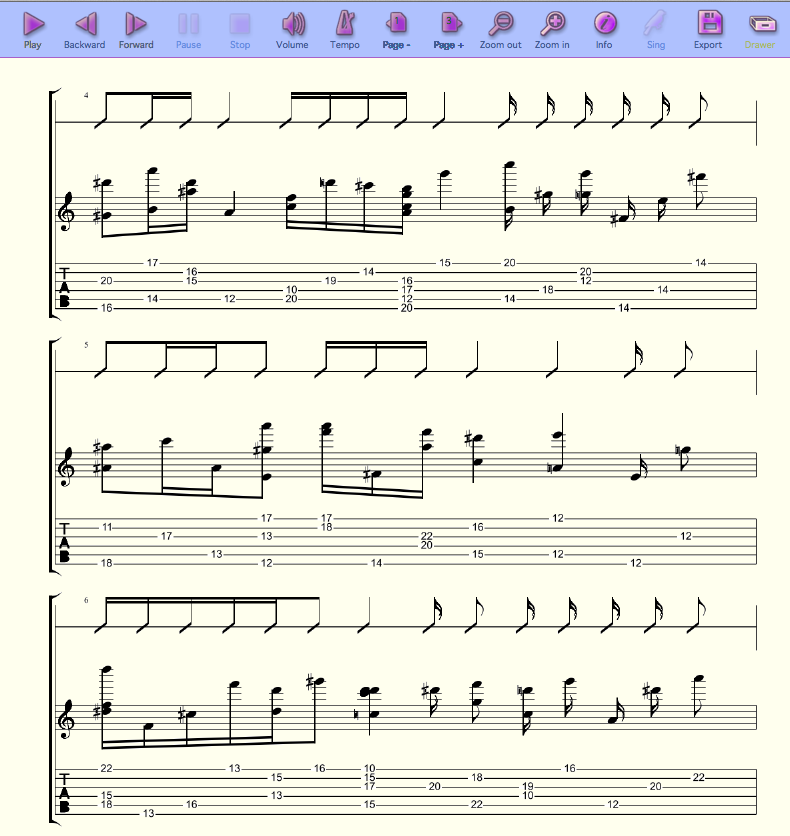 1 3
Play Backward Forward Pause Stop Volume Tempo Page - Page + Zoom out Zoom in Info Sing Export Drawer
4
17 15 20 14
T 16 14 20
20 15 19 16 12
A 10 17 18 14
B 14 12 20 12 14
16 20 14
5
17 17 12
T 11 18 16
17 13 22 12
A 20
B 13 15 12
18 12 14 12
6
22 13 16 10 16
T 15 15 18 22
17 20 19 20
A 15 13 10
B 18 16 15 22 12
13